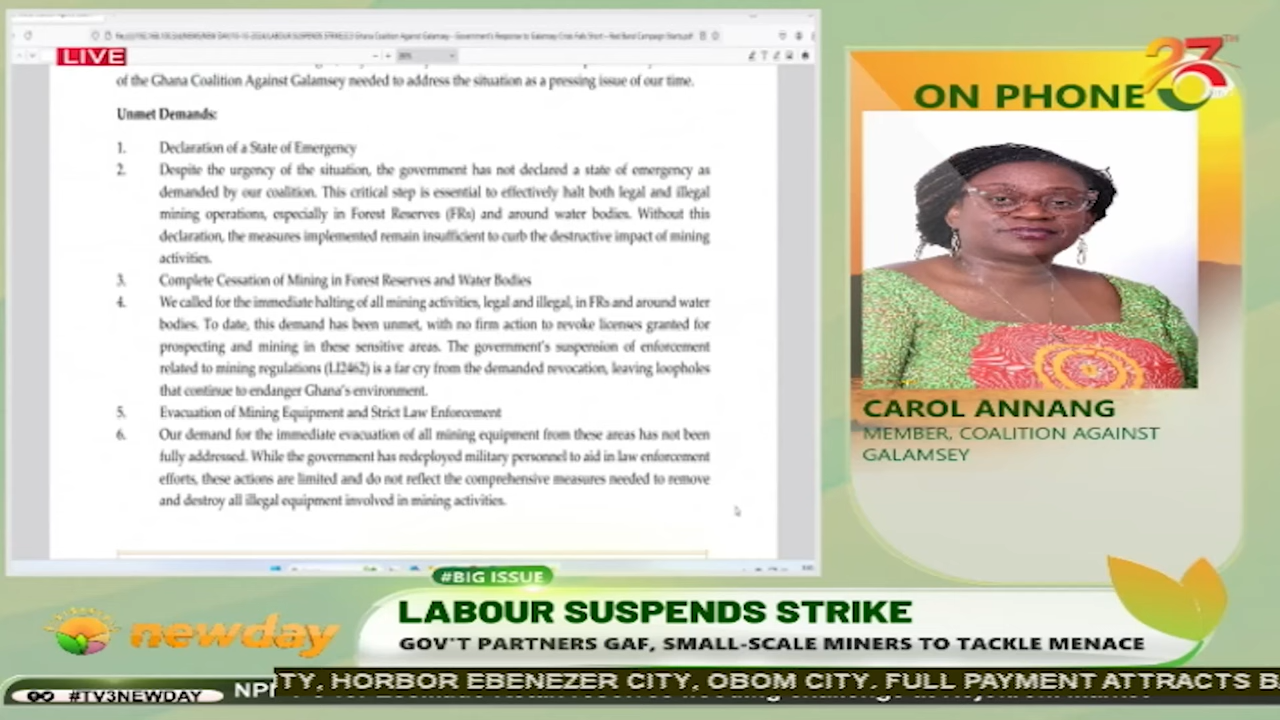 LIVE
of the Ghana Coalition Against Galamsey needed to address the situation as a pressing issue of our time.
Unmet Demands:
1. Declaration of a State of Emergency
2. Despite the urgency of the situation, the government has not declared a state of emergency as
demanded by our coalition. This critical step is essential to effectively halt both legal and illegal
mining operations, especially in Forest Reserves (FRs) and around water bodies. Without this
declaration, the measures implemented remain insufficient to curb the destructive impact of mining
activities.
3. Complete Cessation of Mining in Forest Reserves and Water Bodies
4. We called for the immediate halting of all mining activities, legal and illegal, in FRs and around water
bodies. To date, this demand has been unmet, with no firm action to revoke licenses granted for
prospecting and mining in these sensitive areas. The government's suspension of enforcement
related to mining regulations (LI2462) is a far cry from the demanded revocation, leaving loopholes
that continue to endanger Ghana's environment.
5. Evacuation of Mining Equipment and Strict Law Enforcement
6. Our demand for the immediate evacuation of all mining equipment from these areas has not been
fully addressed. While the government has redeployed military personnel to aid in law enforcement
efforts, these actions are limited and do not reflect the comprehensive measures needed to remove
and destroy all illegal equipment involved in mining activities.
ON PHONE
CAROL ANNANG
MEMBER, COALITION AGAINST
GALAMSEY
#BIG ISSUE
LABOUR SUSPENDS STRIKE
GOV'T PARTNERS GAF, SMALL-SCALE MINERS TO TACKLE MENACE
newday
TY, HORBOR EBENEZER CITY, OBOM CITY. FULL PAYMENT ATTRACTS B
#TV3NEWDAY